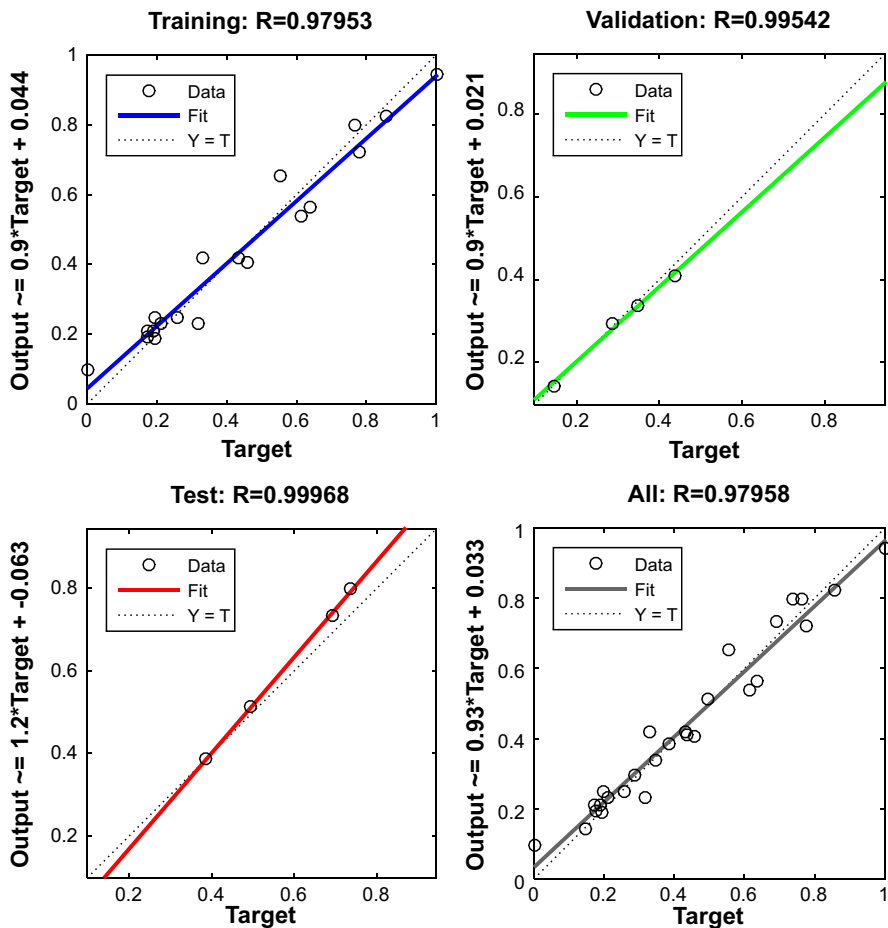 Training: R=0.97953
Output ~= 0.9*Target + 0.044
1
0.8
0.6
0.4
0.2
0
Data
Fit
Y = T
0
0.2
0.4
0.6
0.8
1
Target
Validation: R=0.99542
Output ~= 0.9*Target + 0.021
0.8
0.6
0.4
0.2
Data
Fit
Y = T
0.2
0.4
0.6
0.8
Target
Test: R=0.99968
Output ~= 1.2*Target + -0.063
0.8
0.6
0.4
0.2
Data
Fit
Y = T
0.2
0.4
0.6
0.8
Target
All: R=0.97958
Output ~= 0.93*Target + 0.033
1
0.8
0.6
0.4
0.2
0
Data
Fit
Y = T
0
0.2
0.4
0.6
0.8
1
Target